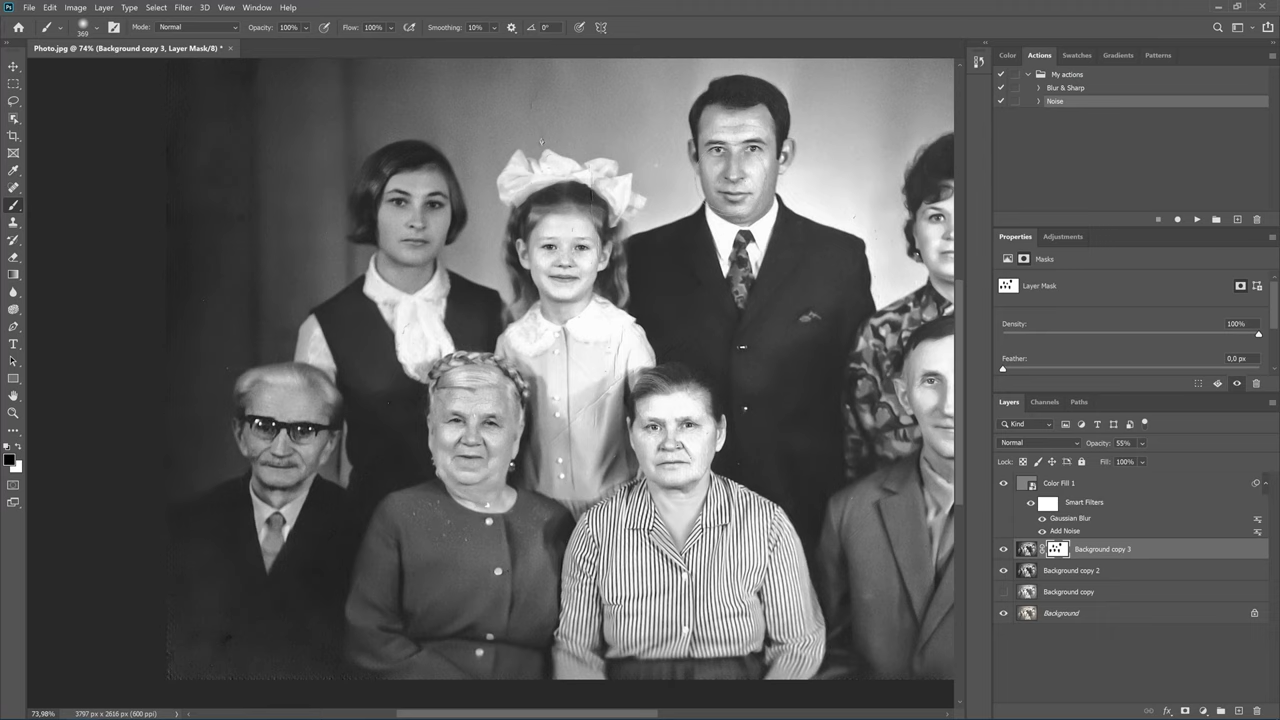 Ps File Edit Image Layer Type Select Filter 3D View Window Help
369 Mode: Normal Opacity: 100% Flow: 100% Smoothing: 10% 0°
Photo.jpg @ 74% (Background copy 3, Layer Mask/8) *
Color Actions Swatches Gradients Patterns
My actions
Blur & Sharp
Noise
Properties Adjustments
Masks
Layer Mask
Density: 100%
Feather: 0,0 px
Layers Channels Paths
Kind
Normal Opacity: 55%
Lock: Fill: 100%
Color Fill 1
Smart Filters
Gaussian Blur
Add Noise
Background copy 3
Background copy 2
Background copy
Background
73,98% 3797 px x 2616 px (600 ppi)